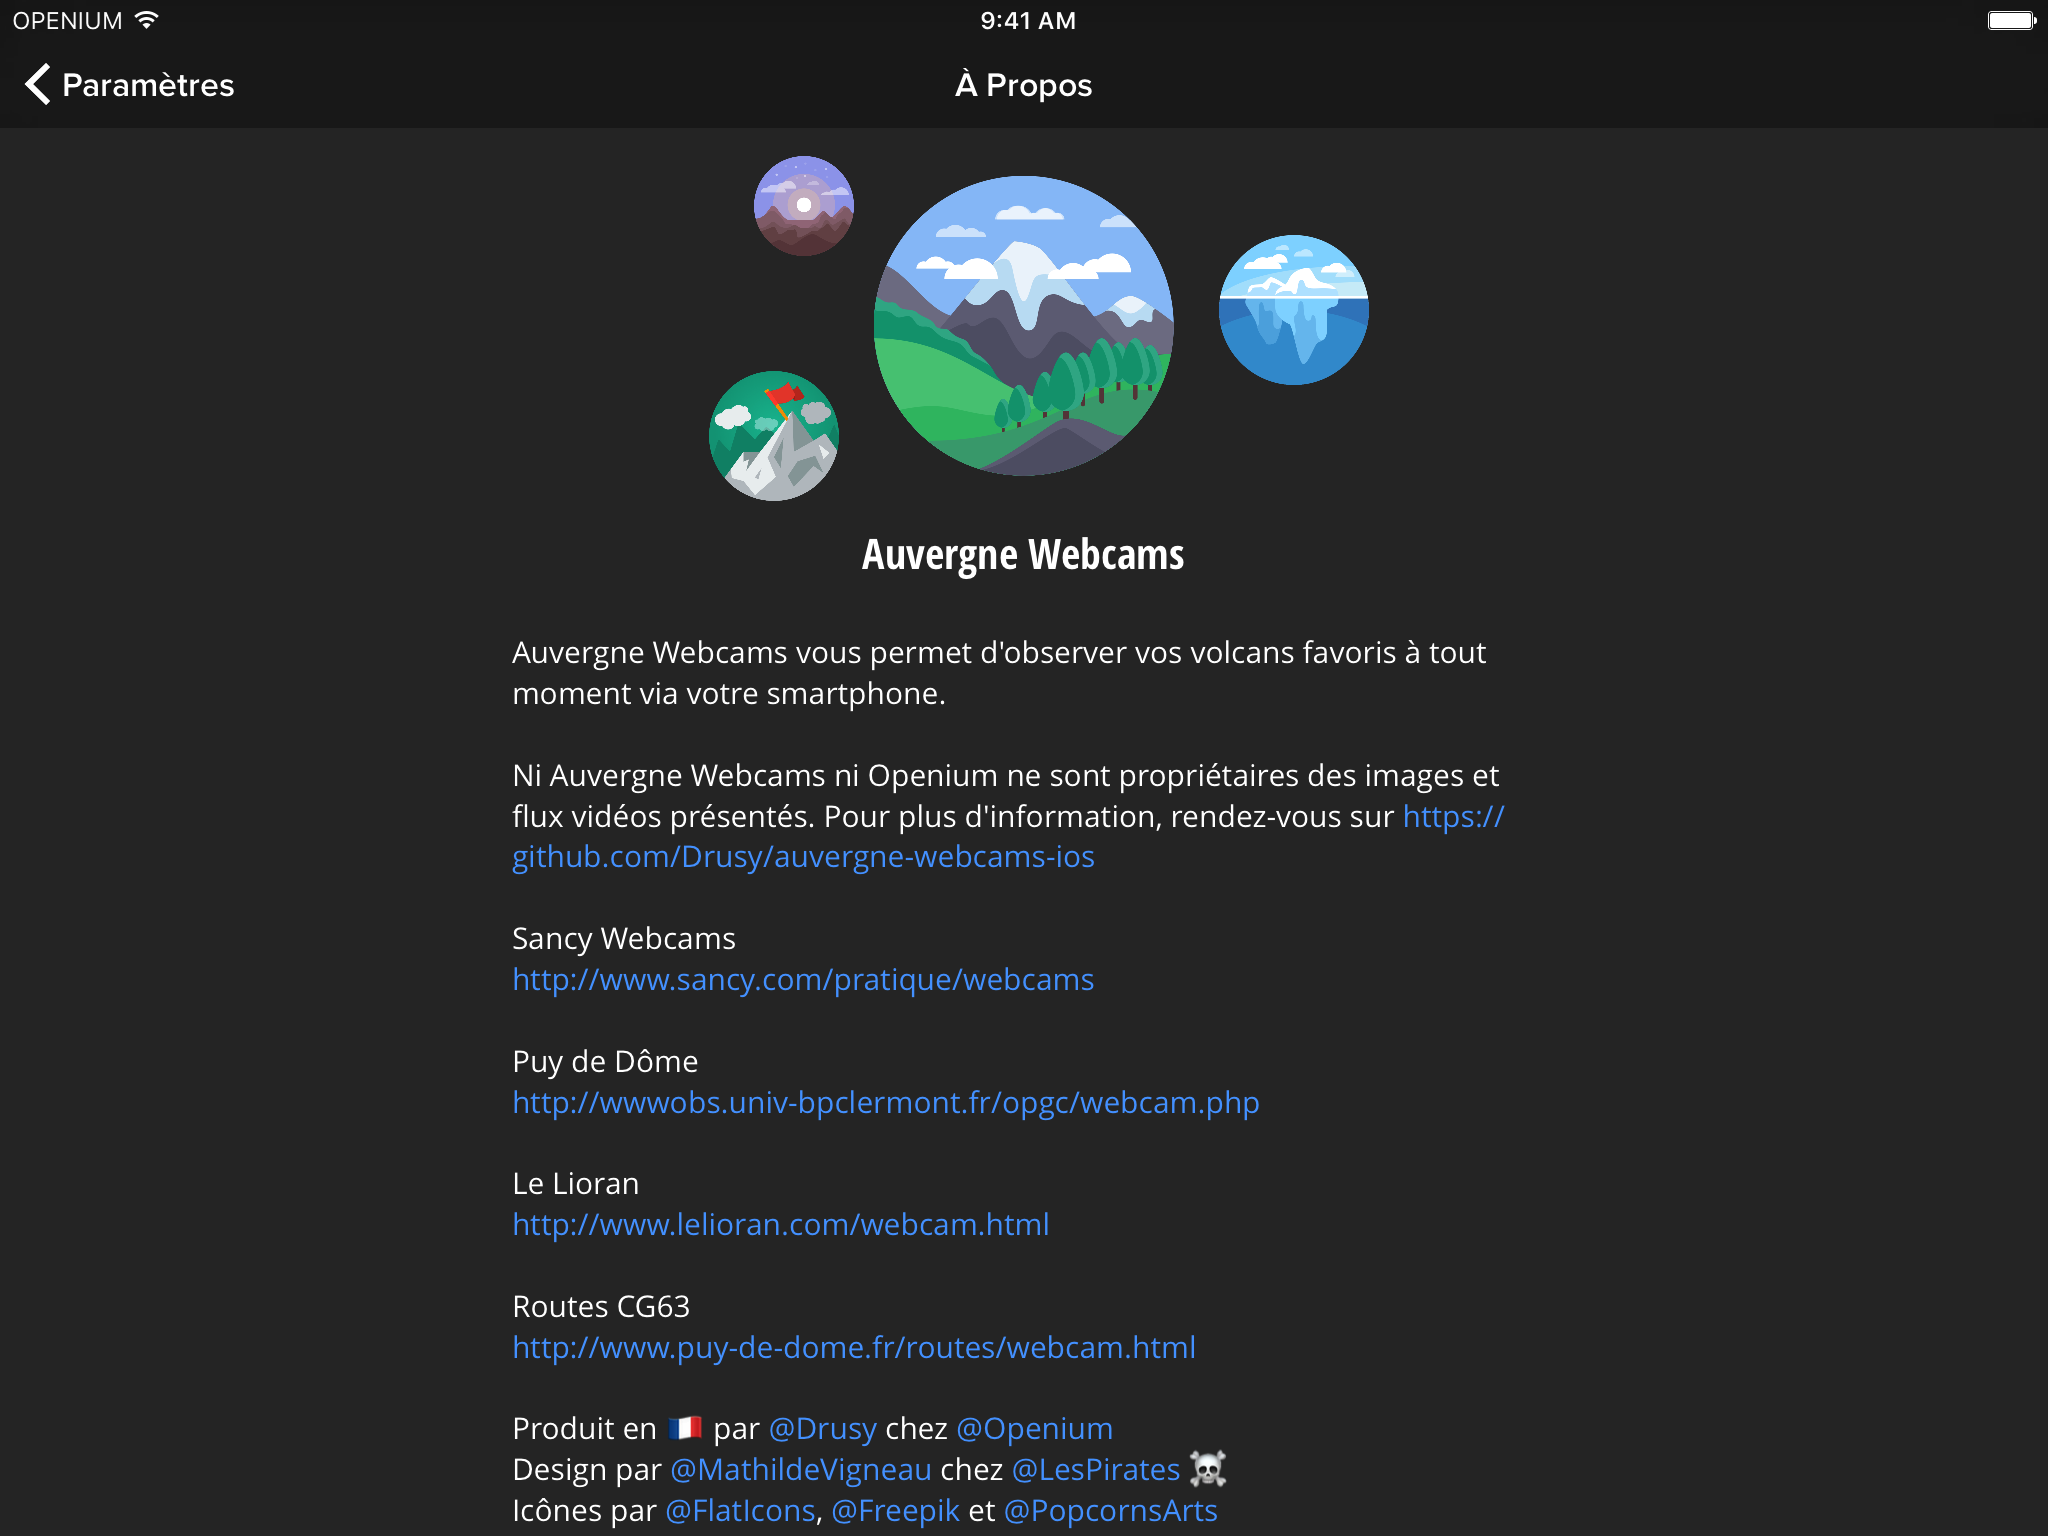 OPENIUM
9:41 AM
Paramètres
À Propos
Auvergne Webcams
Auvergne Webcams vous permet d'observer vos volcans favoris à tout
moment via votre smartphone.
Ni Auvergne Webcams ni Openium ne sont propriétaires des images et
flux vidéos présentés. Pour plus d'information, rendez-vous sur https://
github.com/Drusy/auvergne-webcams-ios
Sancy Webcams
http://www.sancy.com/pratique/webcams
Puy de Dôme
http://wwwobs.univ-bpclermont.fr/opgc/webcam.php
Le Lioran
http://www.lelioran.com/webcam.html
Routes CG63
http://www.puy-de-dome.fr/routes/webcam.html
Produit en 🇫🇷 par @Drusy chez @Openium
Design par @MathildeVigneau chez @LesPirates ☠️
Icônes par @FlatIcons, @Freepik et @PopcornsArts